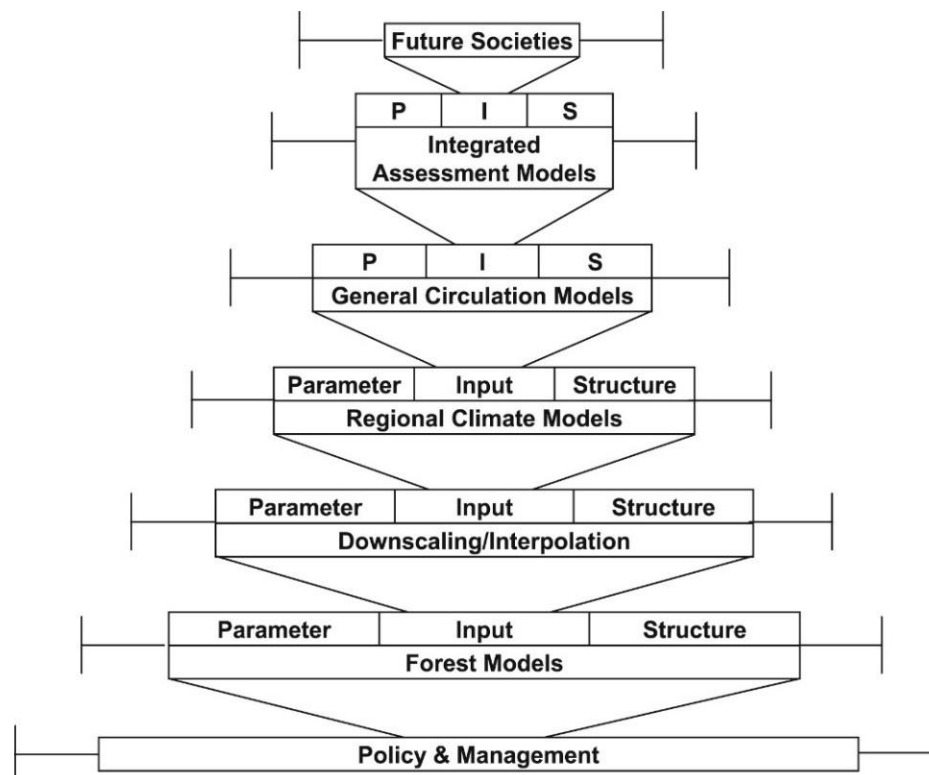 Future Societies
P I S
Integrated
Assessment Models
P I S
General Circulation Models
Parameter Input Structure
Regional Climate Models
Parameter Input Structure
Downscaling/Interpolation
Parameter Input Structure
Forest Models
Policy & Management